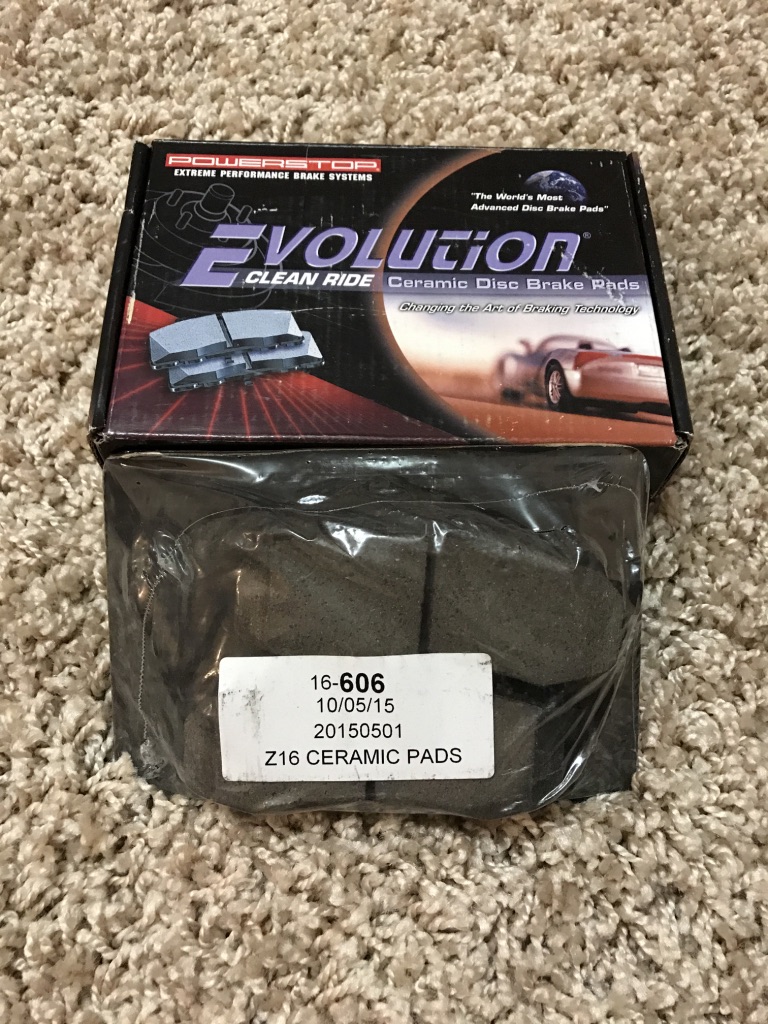 POWERSTOP
EXTREME PERFORMANCE BRAKE SYSTEMS
"The World's Most
Advanced Disc Brake Pads"
EVOLUTION®
CLEAN RIDE Ceramic Disc Brake Pads
Changing the Art of Braking Technology
16-606
10/05/15
20150501
Z16 CERAMIC PADS